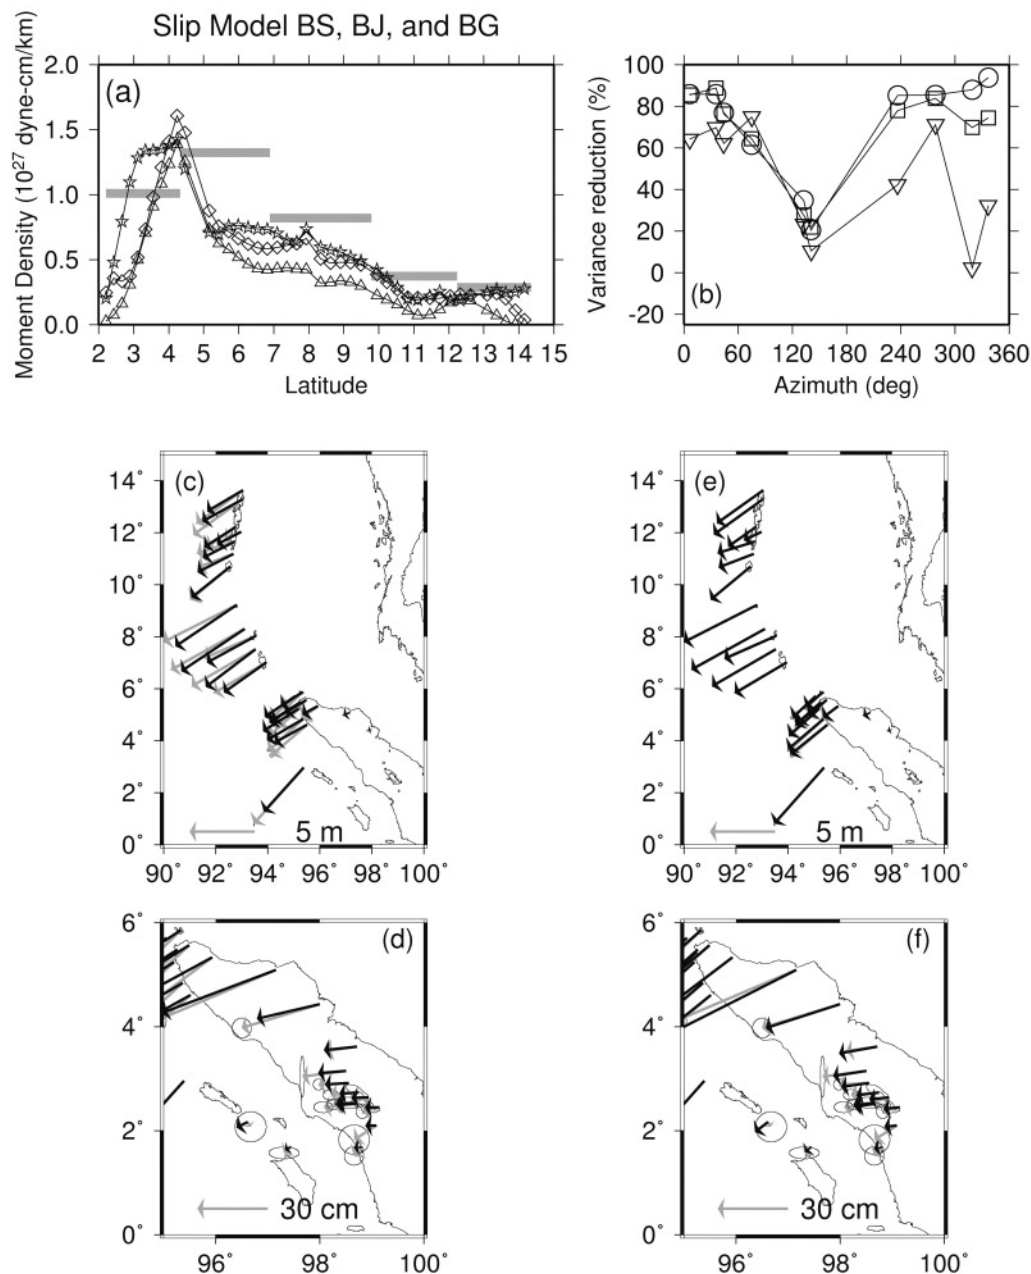 Slip Model BS, BJ, and BG
Moment Density (10²⁷ dyne-cm/km)
2.0
1.5
1.0
0.5
0.0
(a)
2 3 4 5 6 7 8 9 10 11 12 13 14 15
Latitude
Variance reduction (%)
100
80
60
40
20
0
-20
(b)
0 60 120 180 240 300 360
Azimuth (deg)
(c)
14˚
12˚
10˚
8˚
6˚
4˚
2˚
0˚
5 m
90˚ 92˚ 94˚ 96˚ 98˚ 100˚
(e)
14˚
12˚
10˚
8˚
6˚
4˚
2˚
0˚
5 m
90˚ 92˚ 94˚ 96˚ 98˚ 100˚
(d)
6˚
4˚
2˚
0˚
30 cm
96˚ 98˚ 100˚
(f)
6˚
4˚
2˚
0˚
30 cm
96˚ 98˚ 100˚